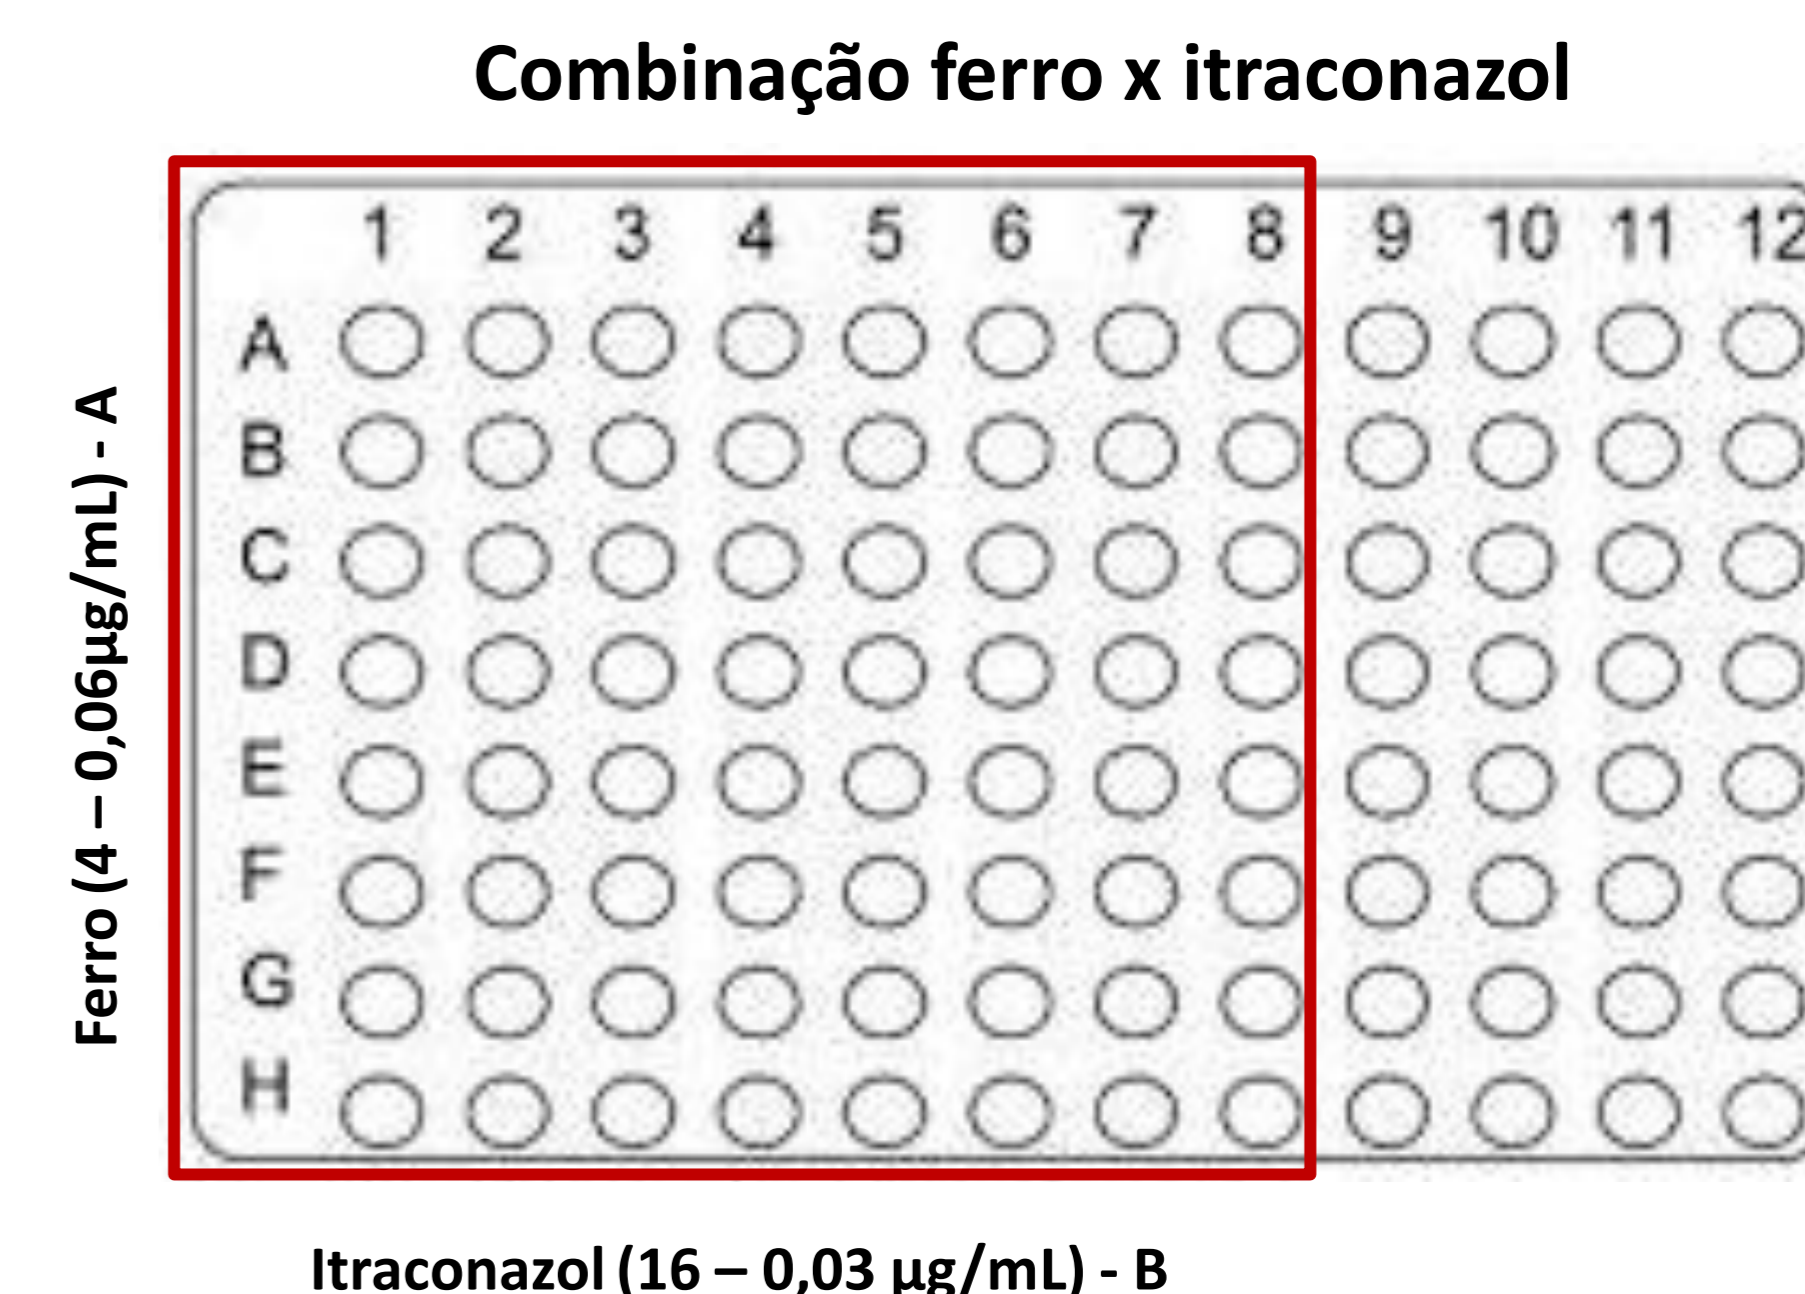 Combinação ferro x itraconazol
1 2 3 4 5 6 7 8 9 10 11 12
A
B
C
D
E
F
G
H
Ferro (4 – 0,06µg/mL) - A
Itraconazol (16 – 0,03 µg/mL) - B